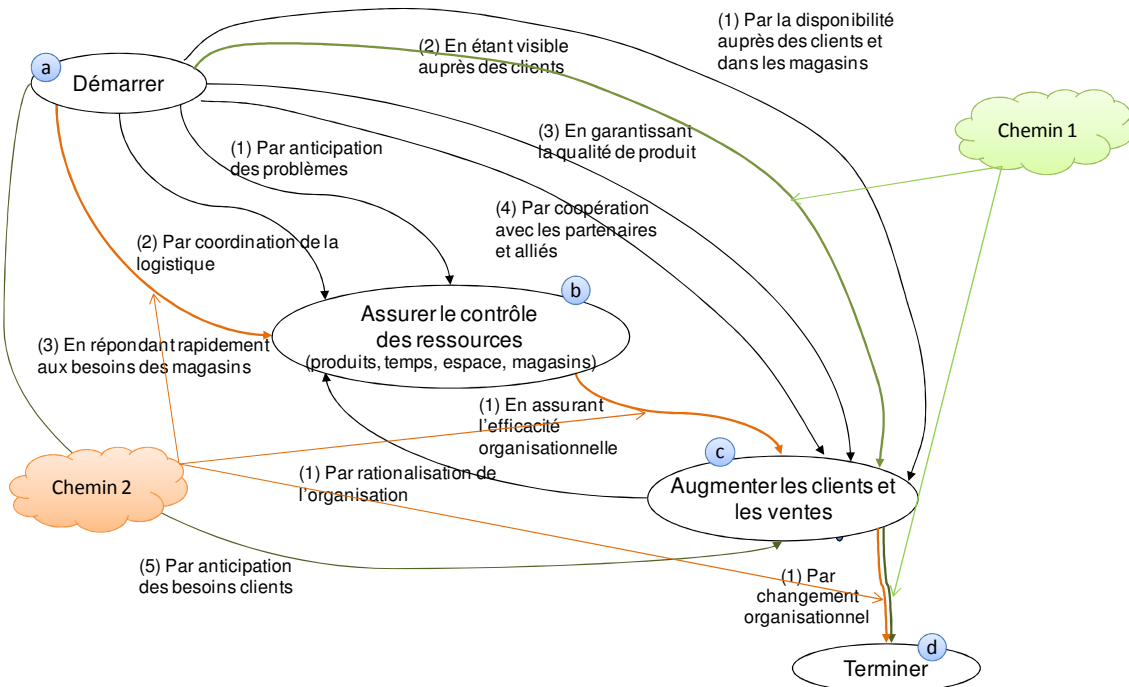 (1) Par la disponibilité
auprès des clients et
dans les magasins
(2) En étant visible
auprès des clients
a
Démarrer
Chemin 1
(3) En garantissant
la qualité de produit
(1) Par anticipation
des problèmes
(4) Par coopération
avec les partenaires
et alliés
(2) Par coordination de la
logistique
b
Assurer le contrôle
des ressources
(produits, temps, espace, magasins)
(3) En répondant rapidement
aux besoins des magasins
(1) En assurant
l'efficacité
organisationnelle
c
Augmenter les clients et
les ventes
Chemin 2
(1) Par rationalisation de
l'organisation
(5) Par anticipation
des besoins clients
(1) Par
changement
organisationnel
d
Terminer